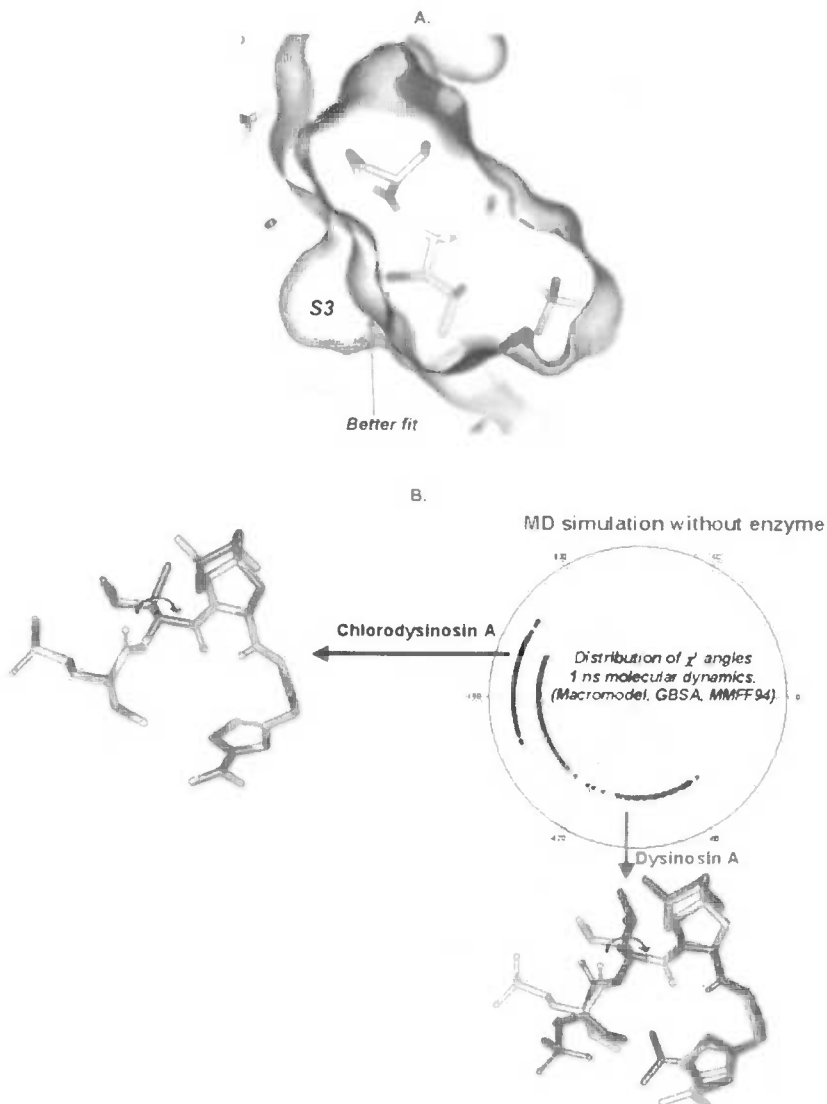 A.
S3
Better fit
B.
MD simulation without enzyme
Chlorodysinosin A
Distribution of χ¹ angles
1 ns molecular dynamics.
(Macromodel, GBSA, MMFF94)
0
Dysinosin A